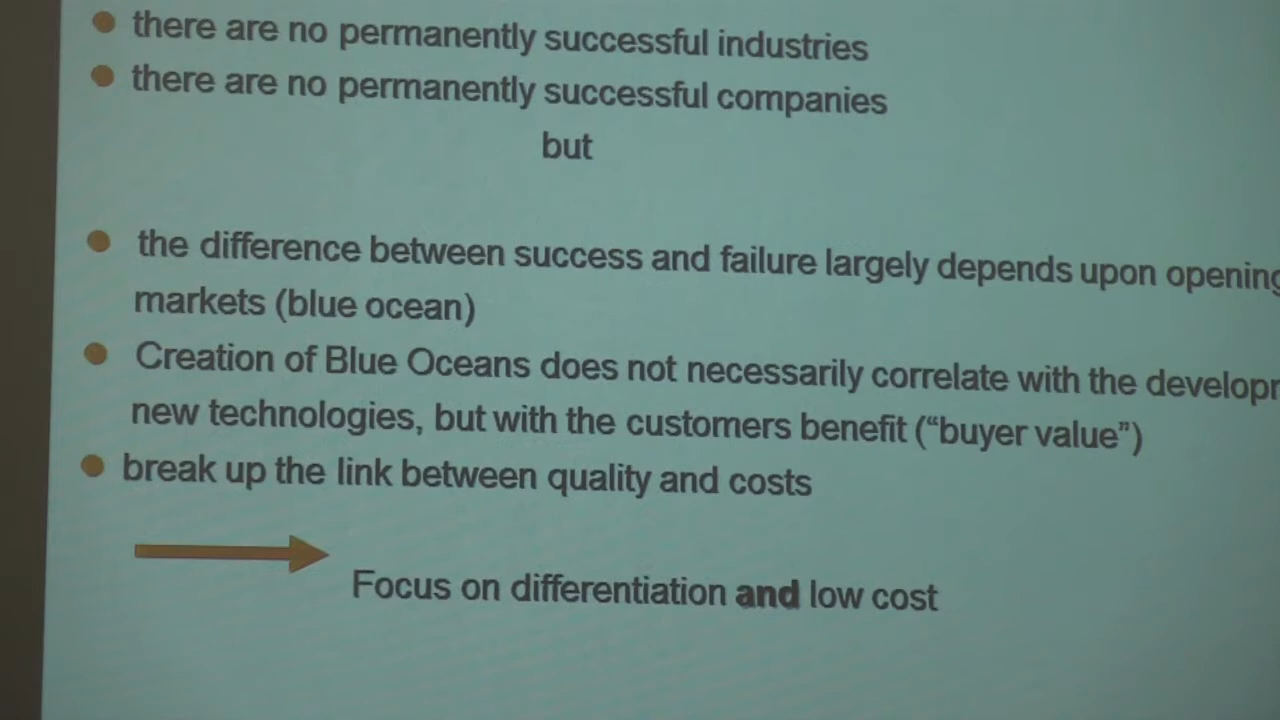 there are no permanently successful industries
there are no permanently successful companies
but
the difference between success and failure largely depends upon opening
markets (blue ocean)
Creation of Blue Oceans does not necessarily correlate with the
new technologies, but with the customers benefit (“buyer value”)
break up the link between quality and costs
Focus on differentiation and low cost